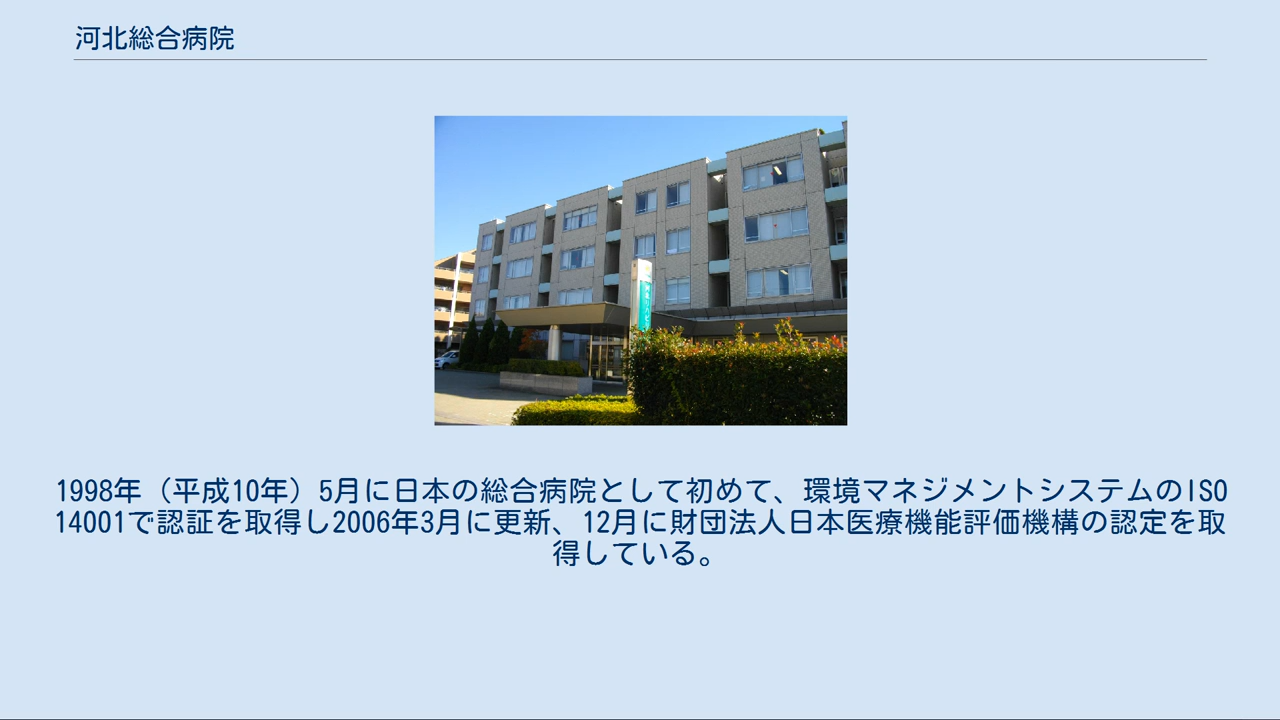 河北総合病院
1998年（平成10年）5月に日本の総合病院として初めて、環境マネジメントシステムのISO
14001で認証を取得し2006年3月に更新、12月に財団法人日本医療機能評価機構の認定を取
得している。